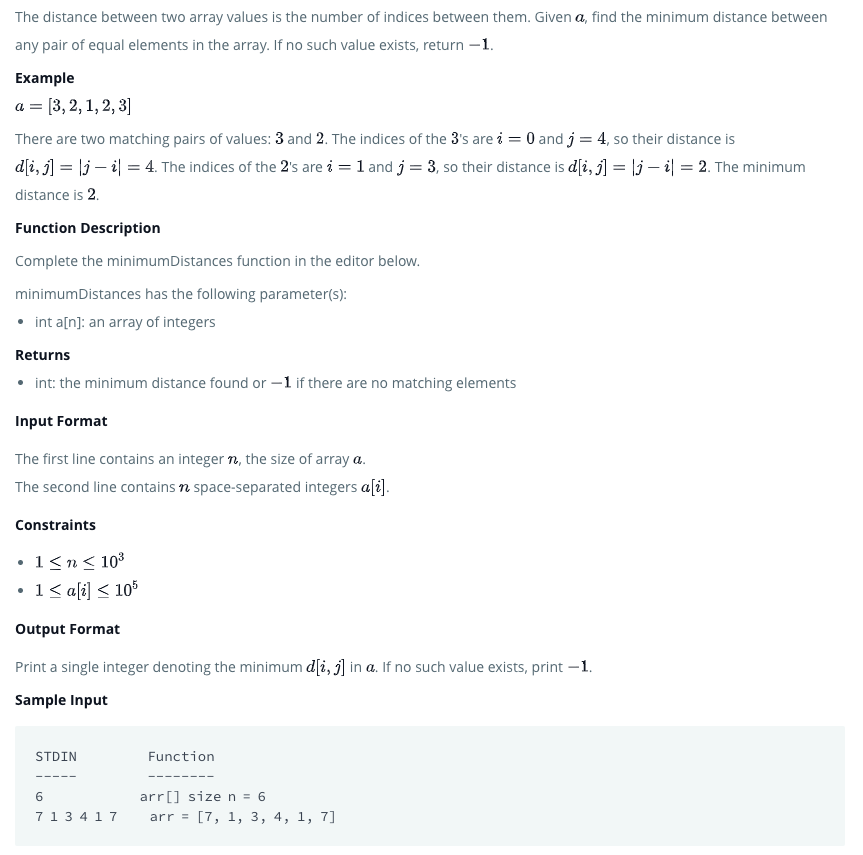 The distance between two array values is the number of indices between them. Given a, find the minimum distance between
any pair of equal elements in the array. If no such value exists, return −1.
Example
a = [3, 2, 1, 2, 3]
There are two matching pairs of values: 3 and 2. The indices of the 3's are i = 0 and j = 4, so their distance is
d[i, j] = |j − i| = 4. The indices of the 2's are i = 1 and j = 3, so their distance is d[i, j] = |j − i| = 2. The minimum
distance is 2.
Function Description
Complete the minimumDistances function in the editor below.
minimumDistances has the following parameter(s):
• int a[n]: an array of integers
Returns
• int: the minimum distance found or −1 if there are no matching elements
Input Format
The first line contains an integer n, the size of array a.
The second line contains n space-separated integers a[i].
Constraints
• 1 ≤ n ≤ 10³
• 1 ≤ a[i] ≤ 10⁵
Output Format
Print a single integer denoting the minimum d[i, j] in a. If no such value exists, print −1.
Sample Input
STDIN Function
----- --------
6 arr[] size n = 6
7 1 3 4 1 7 arr = [7, 1, 3, 4, 1, 7]